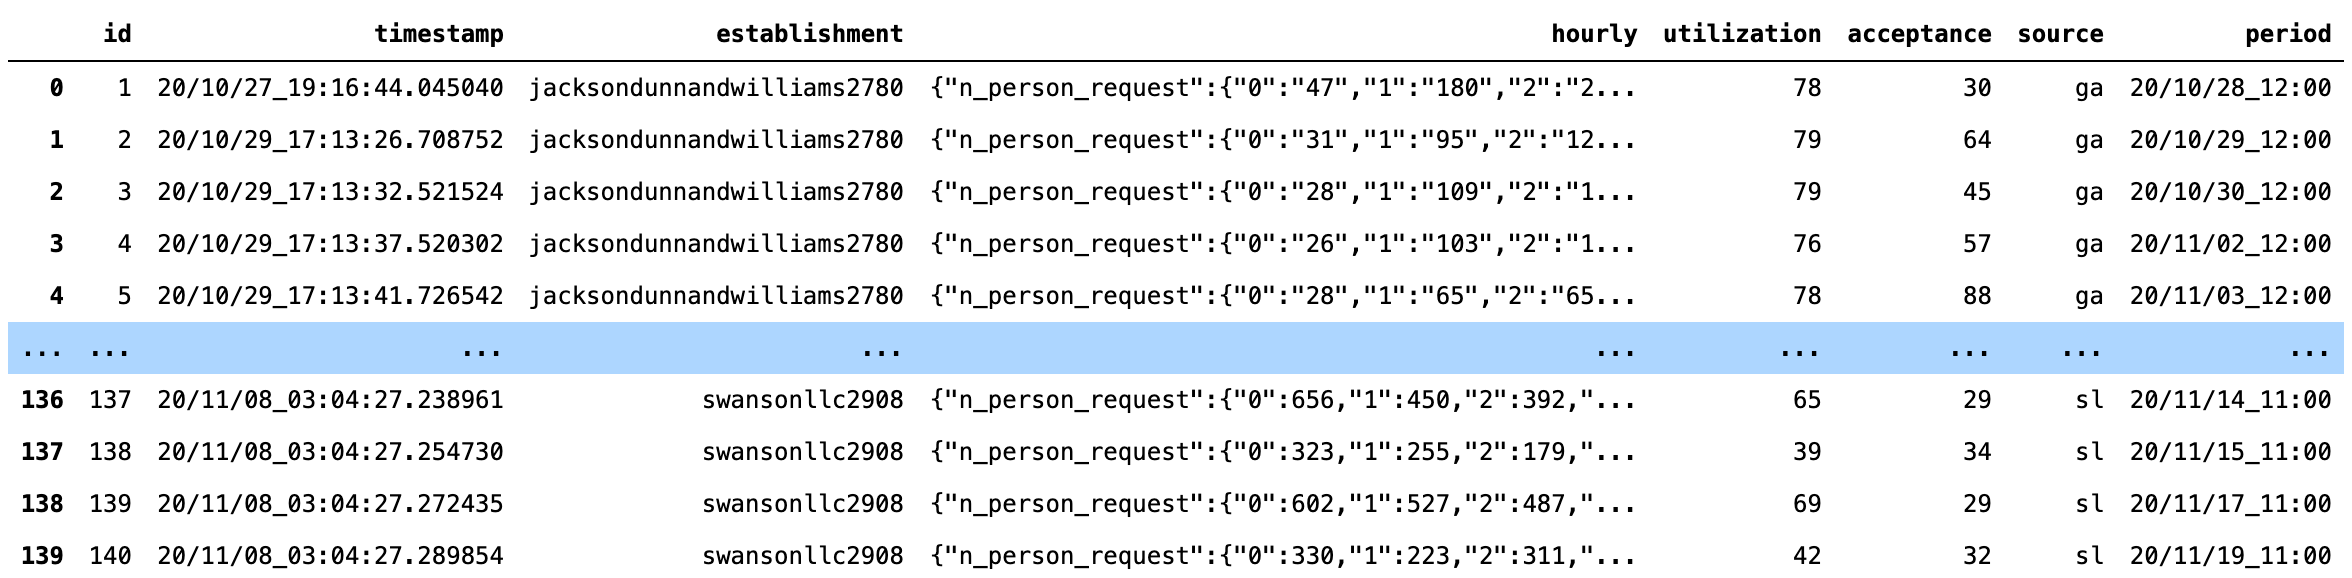 id timestamp establishment hourly utilization acceptance source period
0 1 20/10/27_19:16:44.045040 jacksondunnandwilliams2780 {"n_person_request":{"0":"47","1":"180","2":"2... 78 30 ga 20/10/28_12:00
1 2 20/10/29_17:13:26.708752 jacksondunnandwilliams2780 {"n_person_request":{"0":"31","1":"95","2":"12... 79 64 ga 20/10/29_12:00
2 3 20/10/29_17:13:32.521524 jacksondunnandwilliams2780 {"n_person_request":{"0":"28","1":"109","2":"1... 79 45 ga 20/10/30_12:00
3 4 20/10/29_17:13:37.520302 jacksondunnandwilliams2780 {"n_person_request":{"0":"26","1":"103","2":"1... 76 57 ga 20/11/02_12:00
4 5 20/10/29_17:13:41.726542 jacksondunnandwilliams2780 {"n_person_request":{"0":"28","1":"65","2":"65... 78 88 ga 20/11/03_12:00
... ... ... ... ... ... ... ... ...
136 137 20/11/08_03:04:27.238961 swansonllc2908 {"n_person_request":{"0":656,"1":450,"2":392,"... 65 29 sl 20/11/14_11:00
137 138 20/11/08_03:04:27.254730 swansonllc2908 {"n_person_request":{"0":323,"1":255,"2":179,"... 39 34 sl 20/11/15_11:00
138 139 20/11/08_03:04:27.272435 swansonllc2908 {"n_person_request":{"0":602,"1":527,"2":487,"... 69 29 sl 20/11/17_11:00
139 140 20/11/08_03:04:27.289854 swansonllc2908 {"n_person_request":{"0":330,"1":223,"2":311,"... 42 32 sl 20/11/19_11:00